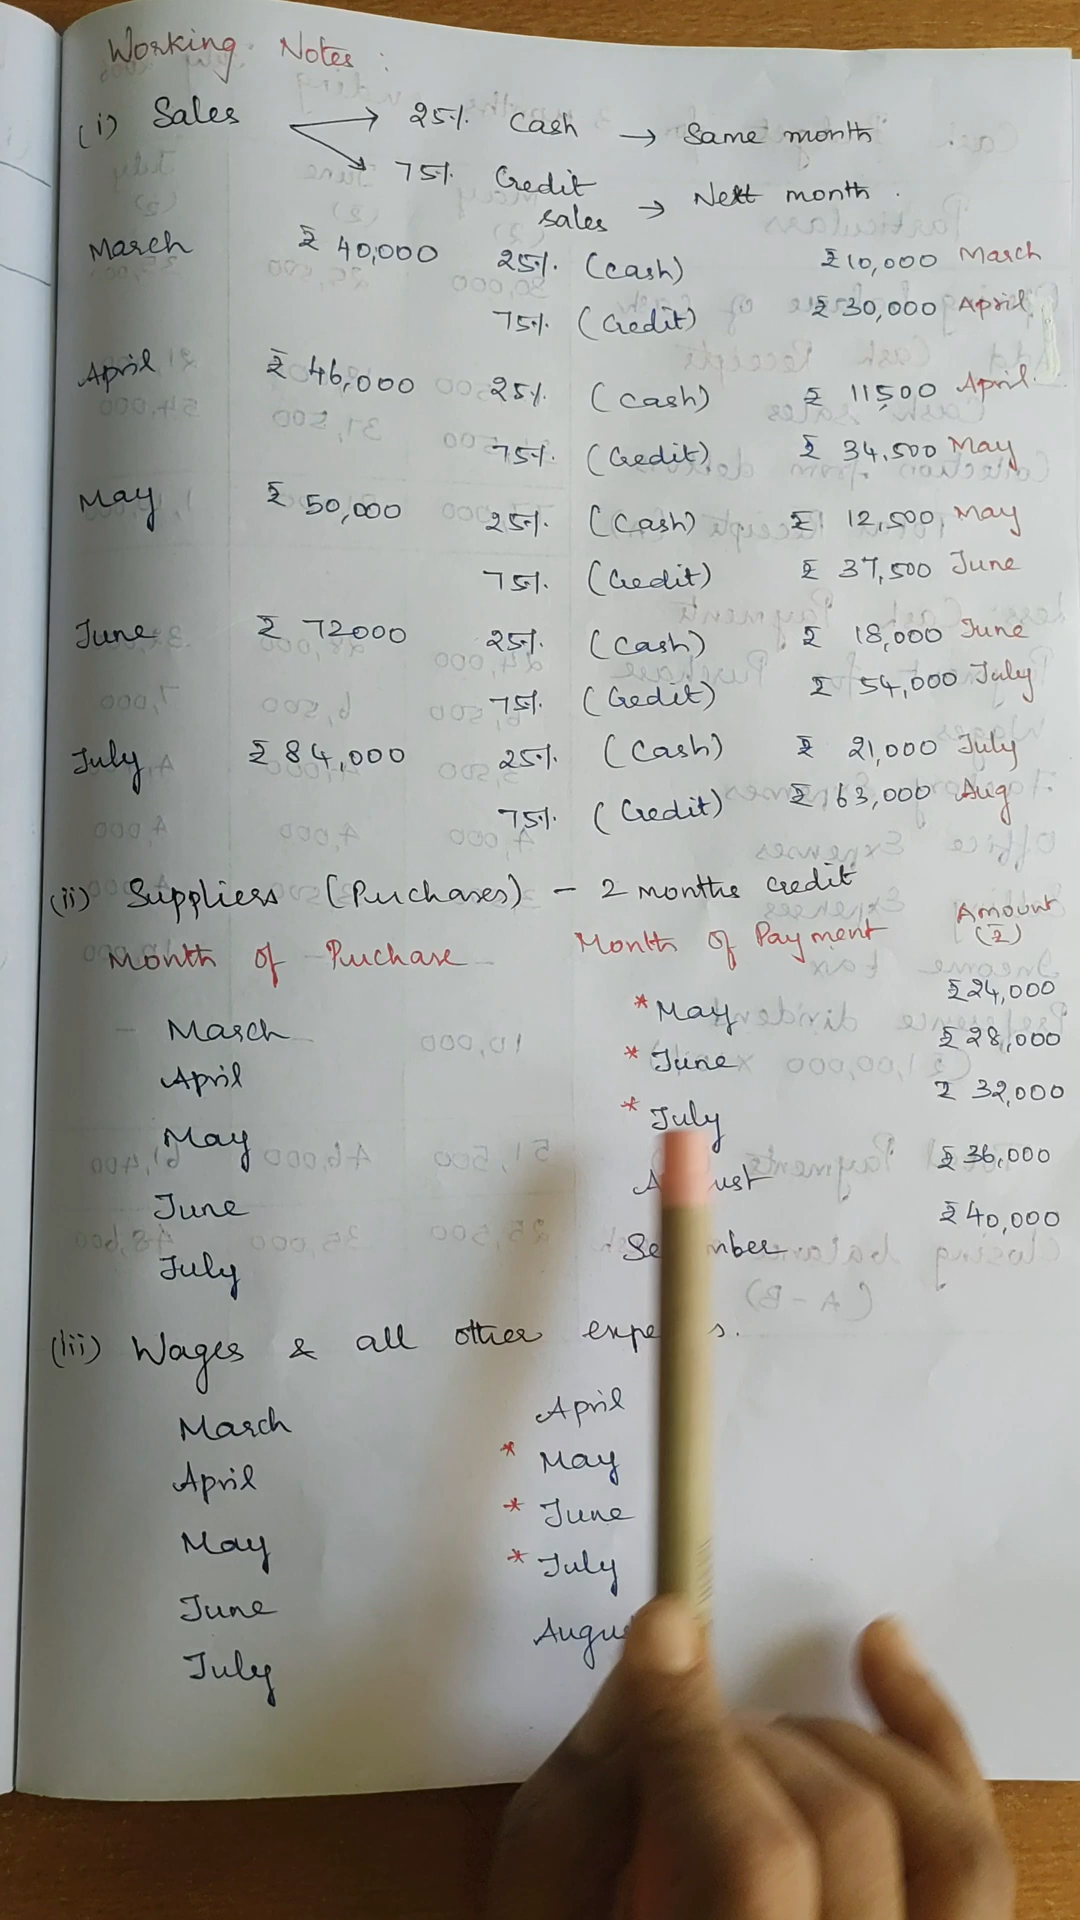 Working Notes :
(i) Sales → 25% Cash → Same month
→ 75% Credit sales → Next month.
March ₹ 40,000 25% (cash) ₹10,000 March
75% (Credit) ₹ 30,000 April
April ₹ 46,000 25% (cash) ₹ 11,500 April
75% (Credit) ₹ 34,500 May
May ₹ 50,000 25% (Cash) ₹ 12,500 May
75% (Credit) ₹ 37,500 June
June ₹ 72000 25% (Cash) ₹ 18,000 June
75% (Credit) ₹ 54,000 July
July ₹ 84,000 25% (Cash) ₹ 21,000 July
75% (Credit) ₹ 63,000 Aug
(ii) Suppliers (Purchases) - 2 months credit
Month of Purchase Month of Payment Amount (₹)
March * May ₹24,000
April * June ₹ 28,000
May * July ₹ 32,000
June ₹ 36,000
July ₹ 40,000
(iii) Wages & all other
March April
April * May
May * June
June * July
July